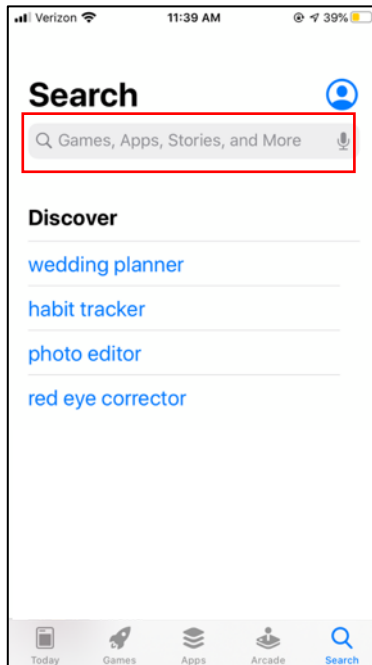 Verizon 11:39 AM 39%
Search
Games, Apps, Stories, and More
Discover
wedding planner
habit tracker
photo editor
red eye corrector
Today Games Apps Arcade Search